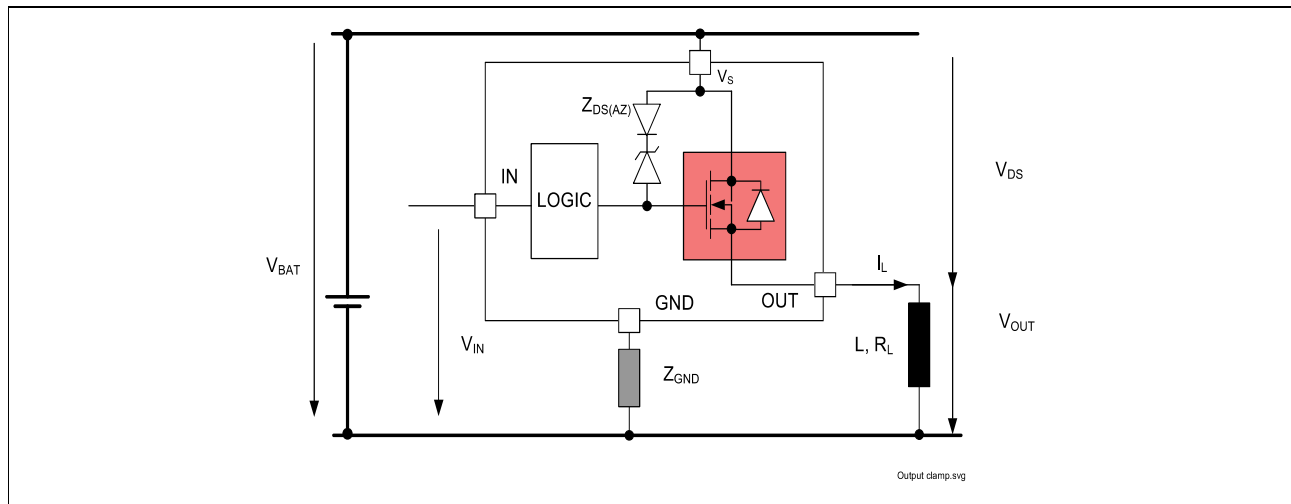 VS
ZDS(AZ)
IN
LOGIC
VDS
VBAT
IL
GND
OUT
VOUT
VIN
L, RL
ZGND
Output clamp.svg